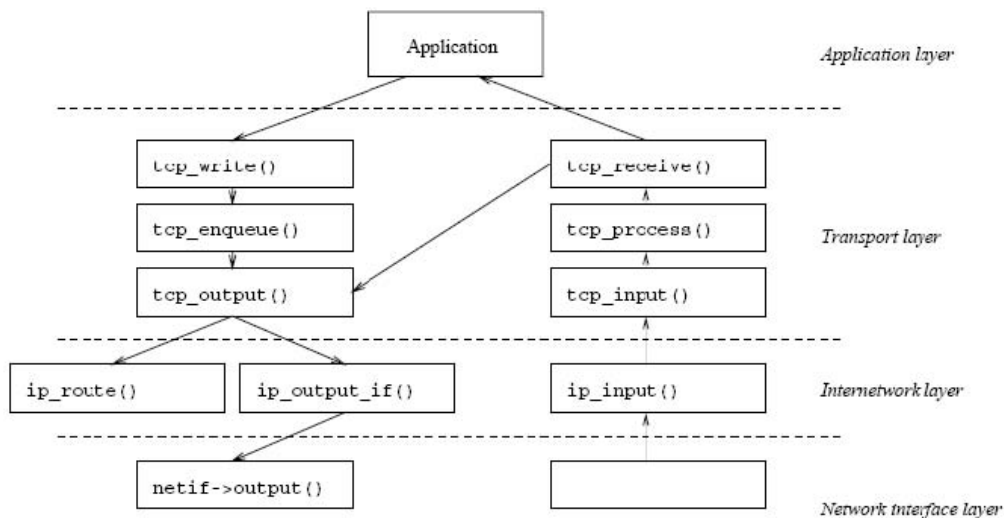 Application
Application layer
tcp_write()
tcp_receive()
tcp_enqueue()
tcp_process()
Transport layer
tcp_output()
tcp_input()
ip_route()
ip_output_if()
ip_input()
Internetwork layer
netif->output()
Network interface layer